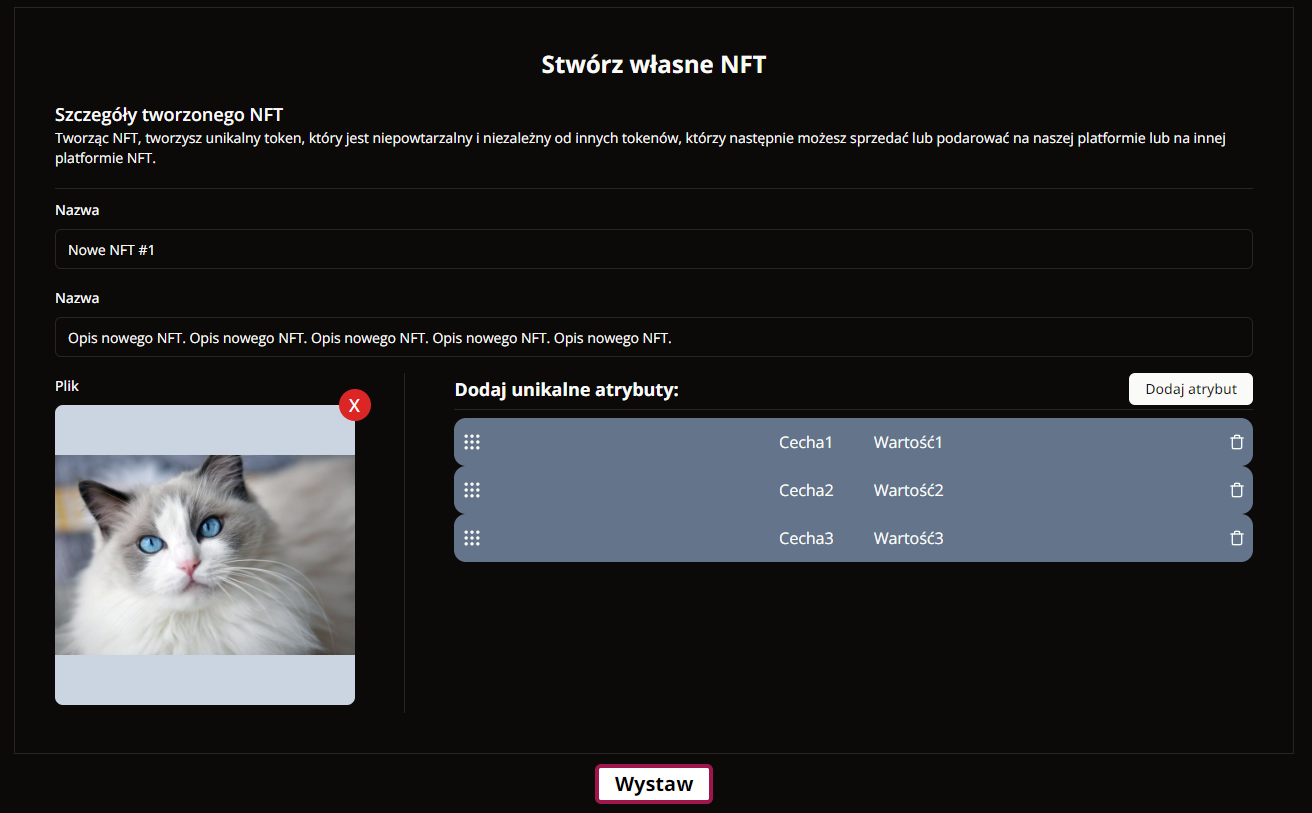 Stwórz własne NFT
Szczegóły tworzonego NFT
Tworząc NFT, tworzysz unikalny token, który jest niepowtarzalny i niezależny od innych tokenów, którzy następnie możesz sprzedać lub podarować na naszej platformie lub na innej
platformie NFT.
Nazwa
Nowe NFT #1
Nazwa
Opis nowego NFT. Opis nowego NFT. Opis nowego NFT. Opis nowego NFT. Opis nowego NFT.
Plik
X
Dodaj unikalne atrybuty:
Dodaj atrybut
Cecha1 Wartość1
Cecha2 Wartość2
Cecha3 Wartość3
Wystaw